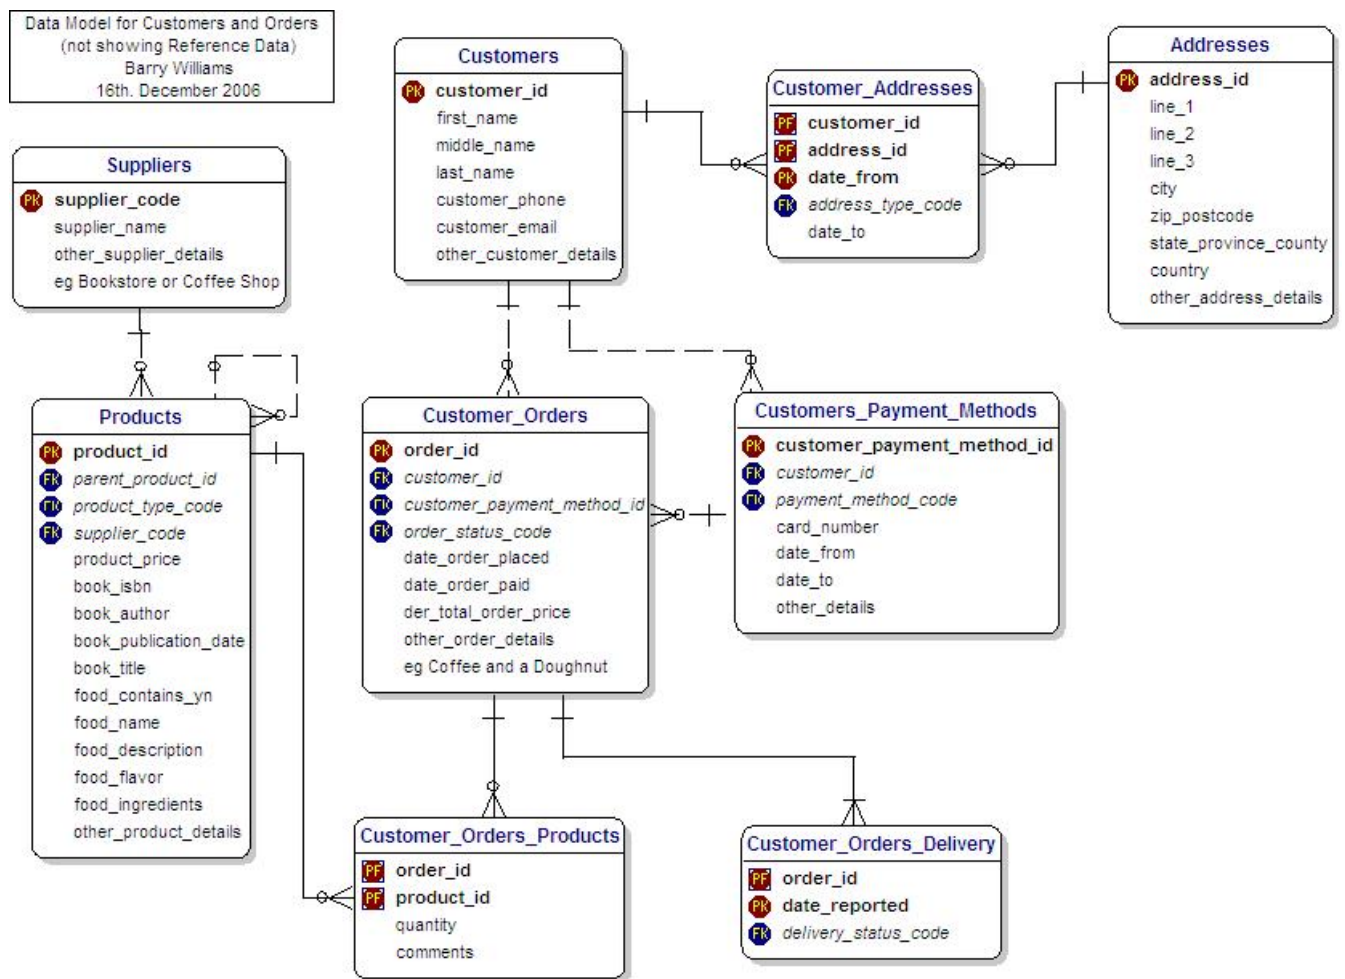 Data Model for Customers and Orders
(not showing Reference Data)
Barry Williams
16th. December 2006
Customers
PK customer_id
first_name
middle_name
last_name
customer_phone
customer_email
other_customer_details
Customer_Addresses
PF customer_id
PF address_id
PK date_from
FK address_type_code
date_to
Addresses
PK address_id
line_1
line_2
line_3
city
zip_postcode
state_province_county
country
other_address_details
Suppliers
PK supplier_code
supplier_name
other_supplier_details
eg Bookstore or Coffee Shop
Products
PK product_id
FK parent_product_id
FK product_type_code
FK supplier_code
product_price
book_isbn
book_author
book_publication_date
book_title
food_contains_yn
food_name
food_description
food_flavor
food_ingredients
other_product_details
Customer_Orders
PK order_id
FK customer_id
FK customer_payment_method_id
FK order_status_code
date_order_placed
date_order_paid
der_total_order_price
other_order_details
eg Coffee and a Doughnut
Customers_Payment_Methods
PK customer_payment_method_id
FK customer_id
FK payment_method_code
card_number
date_from
date_to
other_details
Customer_Orders_Products
PF order_id
PF product_id
quantity
comments
Customer_Orders_Delivery
PF order_id
PK date_reported
FK delivery_status_code